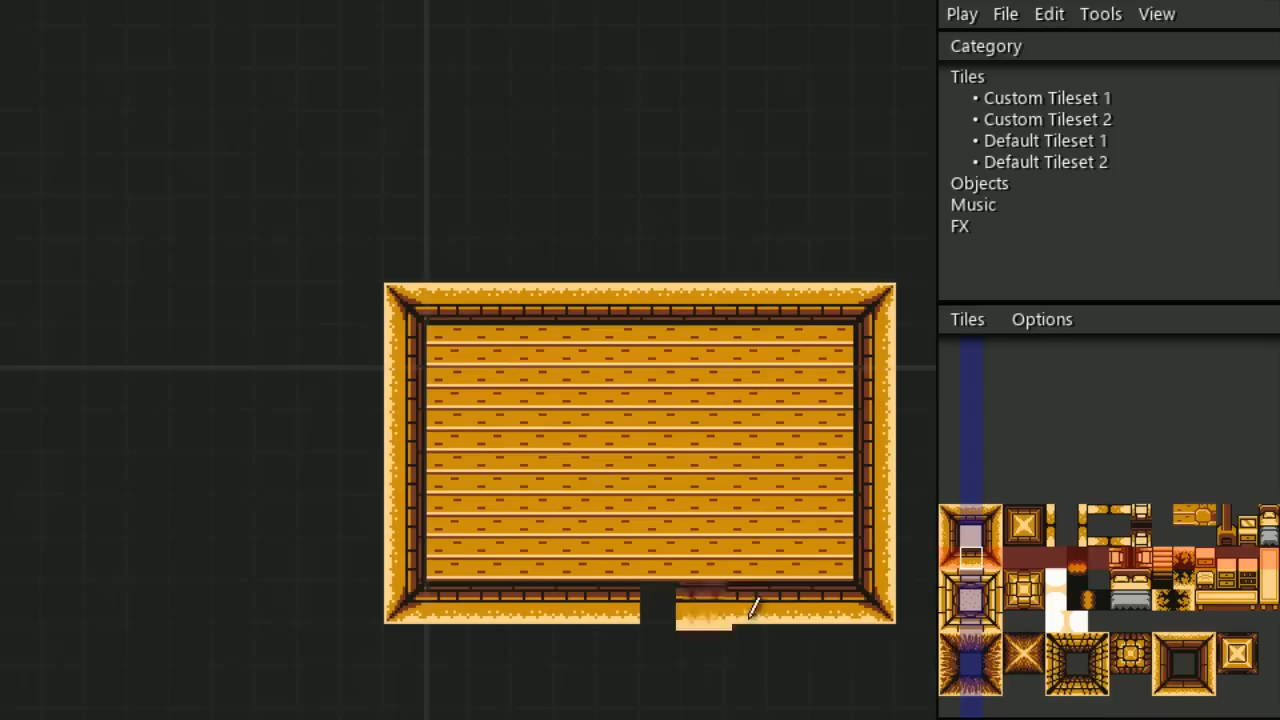 Play File Edit Tools View
Category
Tiles
• Custom Tileset 1
• Custom Tileset 2
• Default Tileset 1
• Default Tileset 2
Objects
Music
FX
Tiles Options